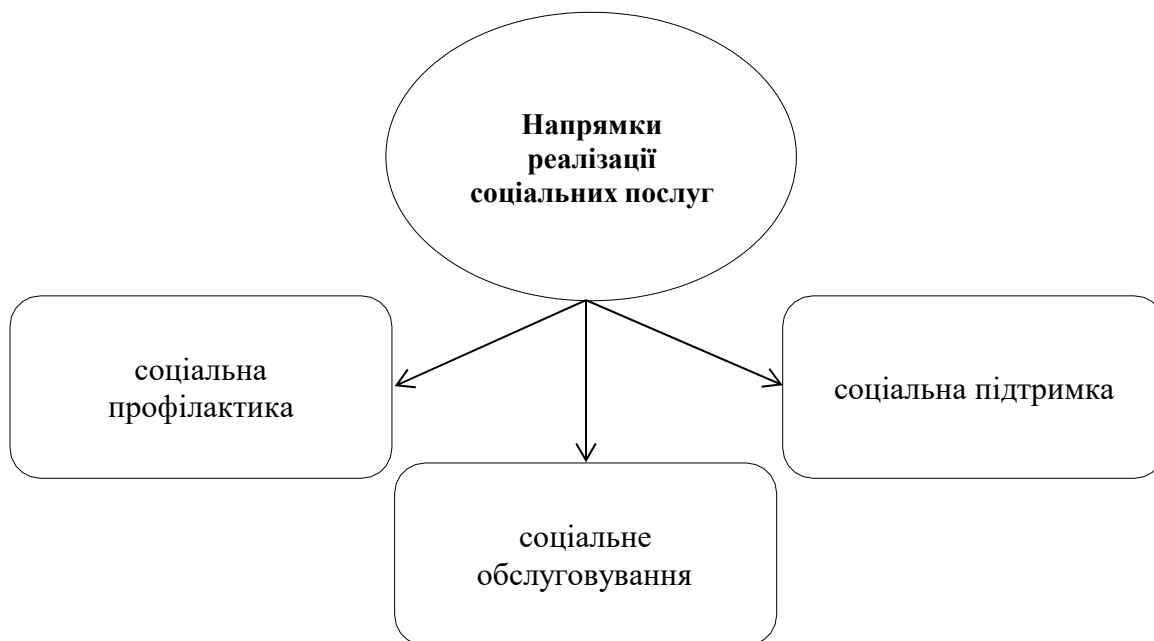 Напрямки
реалізації
соціальних послуг
соціальна
профілактика
соціальна підтримка
соціальне
обслуговування